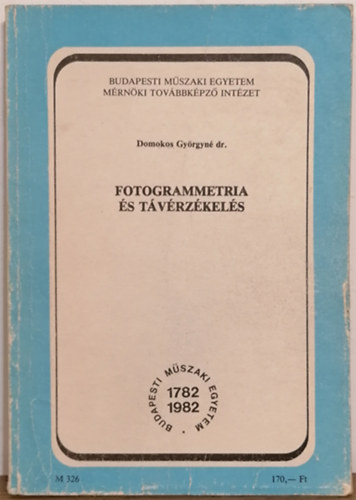 BUDAPESTI MŰSZAKI EGYETEM
MÉRNÖKI TOVÁBBKÉPZŐ INTÉZET
Domokos Györgyné dr.
FOTOGRAMMETRIA
ÉS TÁVÉRZÉKELÉS
BUDAPESTI MŰSZAKI EGYETEM
1782
1982
M 326
170,— Ft